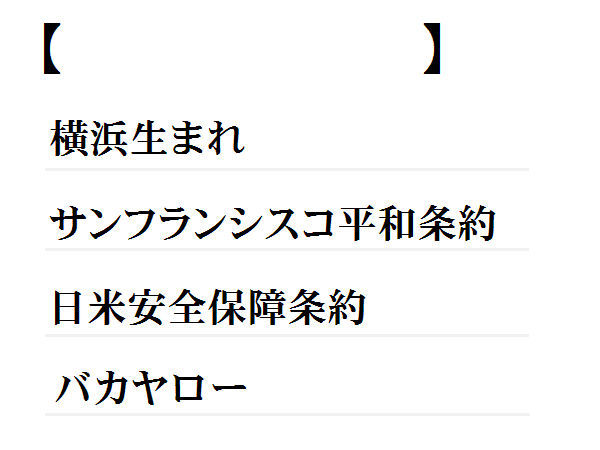 【　　　　　　　　　】
横浜生まれ
サンフランシスコ平和条約
日米安全保障条約
バカヤロー